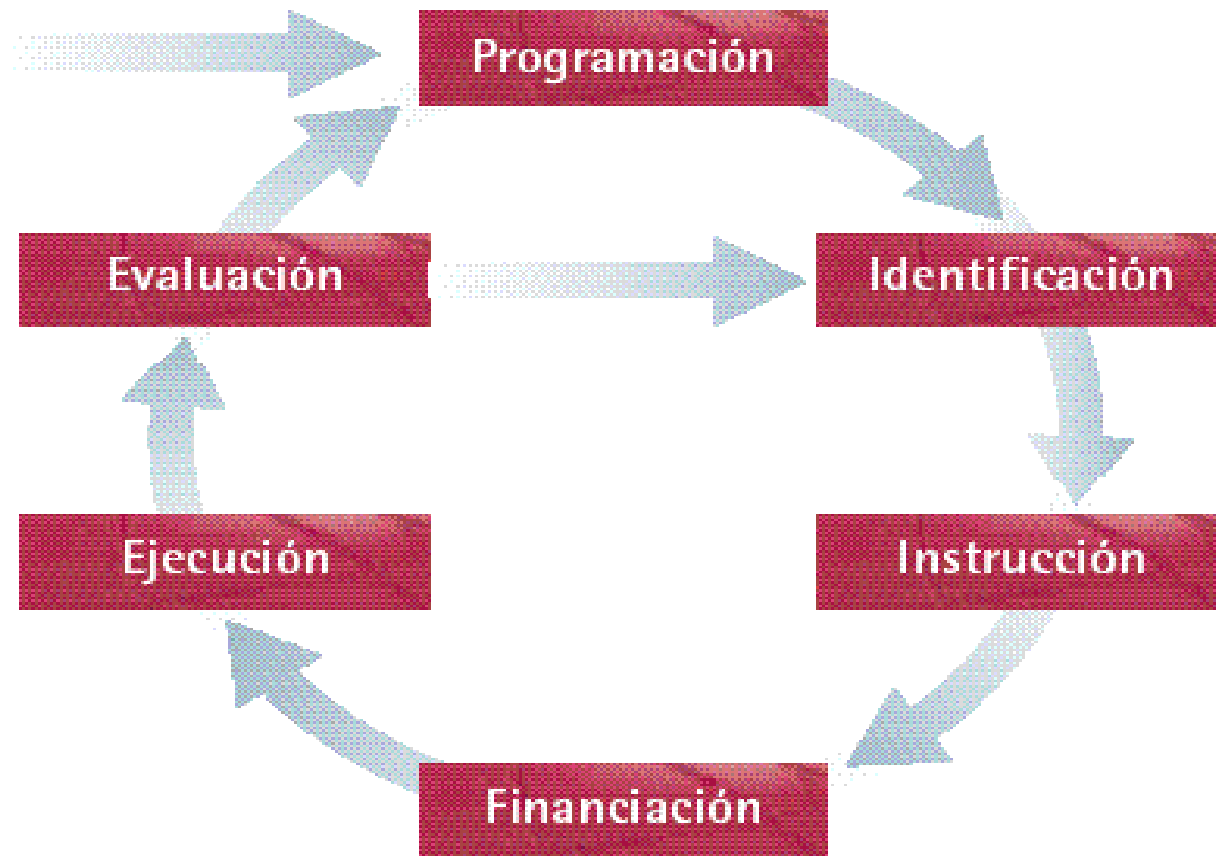 Programación
Evaluación
Identificación
Ejecución
Instrucción
Financiación